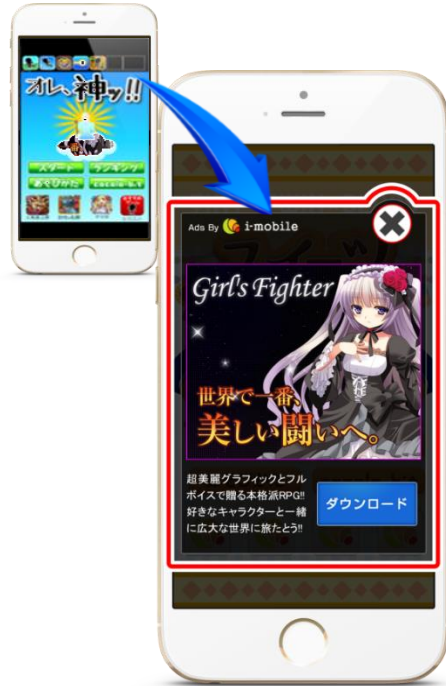 オレ、神ッ!!
スタート
ランキング
あそびかた
Ads By i-mobile
Girl's Fighter
世界で一番、
美しい闘いへ。
超美麗グラフィックとフル
ボイスで贈る本格派RPG!!
好きなキャラクターと一緒
に広大な世界に旅たとう!!
ダウンロード